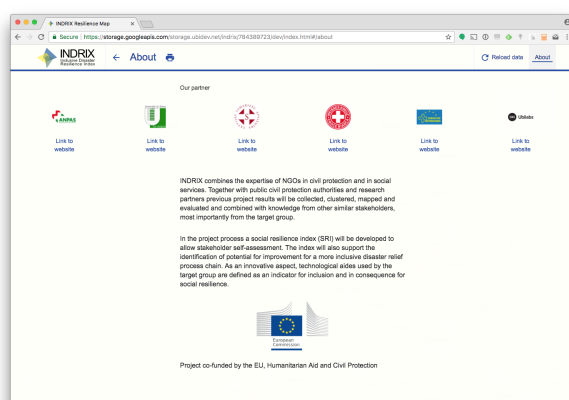 INDRIX Resilience Map
Secure | https://storage.googleapis.com/storage.ubidev.net/indrix/784389723/dev/index.html#/about
INDRIX
Inclusive Disaster
Resilience Index
About
Reload data
About
Our partner
ANPAS
Ubilabs
Link to
website
Link to
website
Link to
website
Link to
website
Link to
website
Link to
website
INDRIX combines the expertise of NGOs in civil protection and in social
services. Together with public civil protection authorities and research
partners previous project results will be collected, clustered, mapped and
evaluated and combined with knowledge from other similar stakeholders,
most importantly from the target group.
In the project process a social resilience index (SRI) will be developed to
allow stakeholder self-assessment. The index will also support the
identification of potential for improvement for a more inclusive disaster relief
process chain. As an innovative aspect, technological aides used by the
target group are defined as an indicator for inclusion and in consequence for
social resilience.
European
Commission
Project co-funded by the EU, Humanitarian Aid and Civil Protection